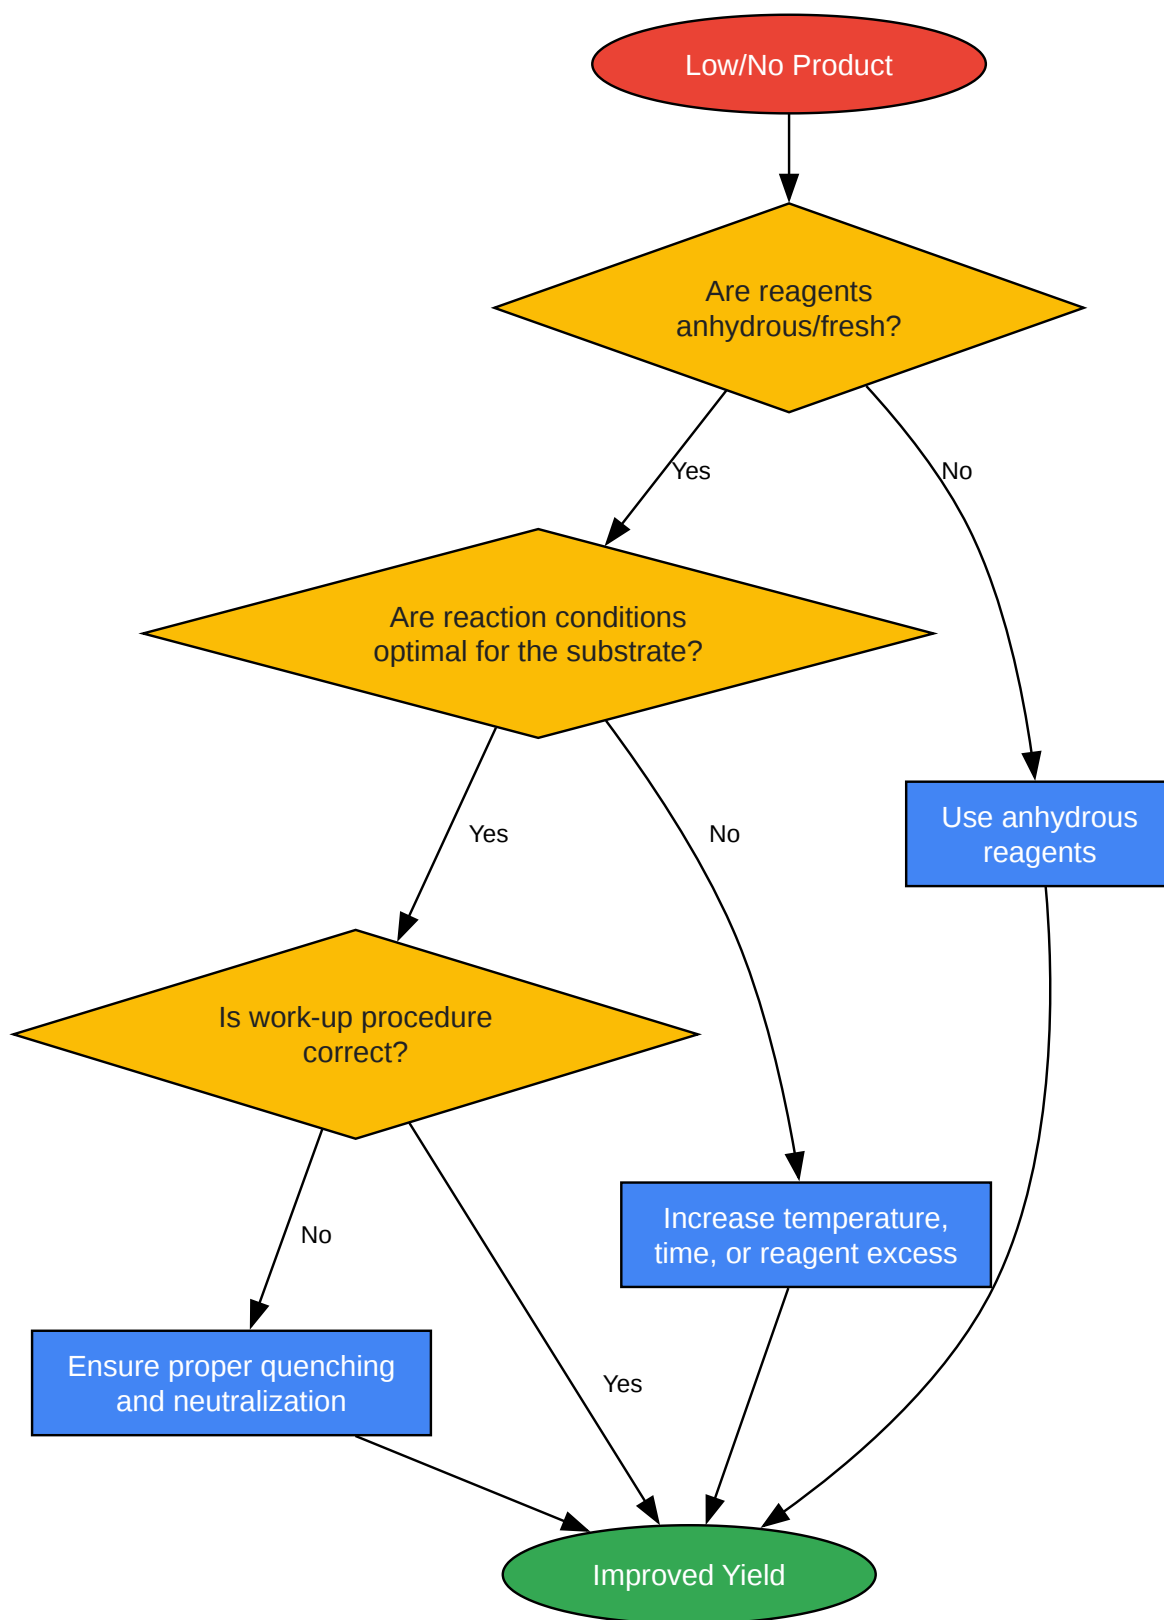 Low/No Product
Are reagents
anhydrous/fresh?
Yes
No
Are reaction conditions
optimal for the substrate?
Use anhydrous
reagents
Yes
No
Is work-up procedure
correct?
Increase temperature,
time, or reagent excess
No
Ensure proper quenching
and neutralization
Yes
Improved Yield